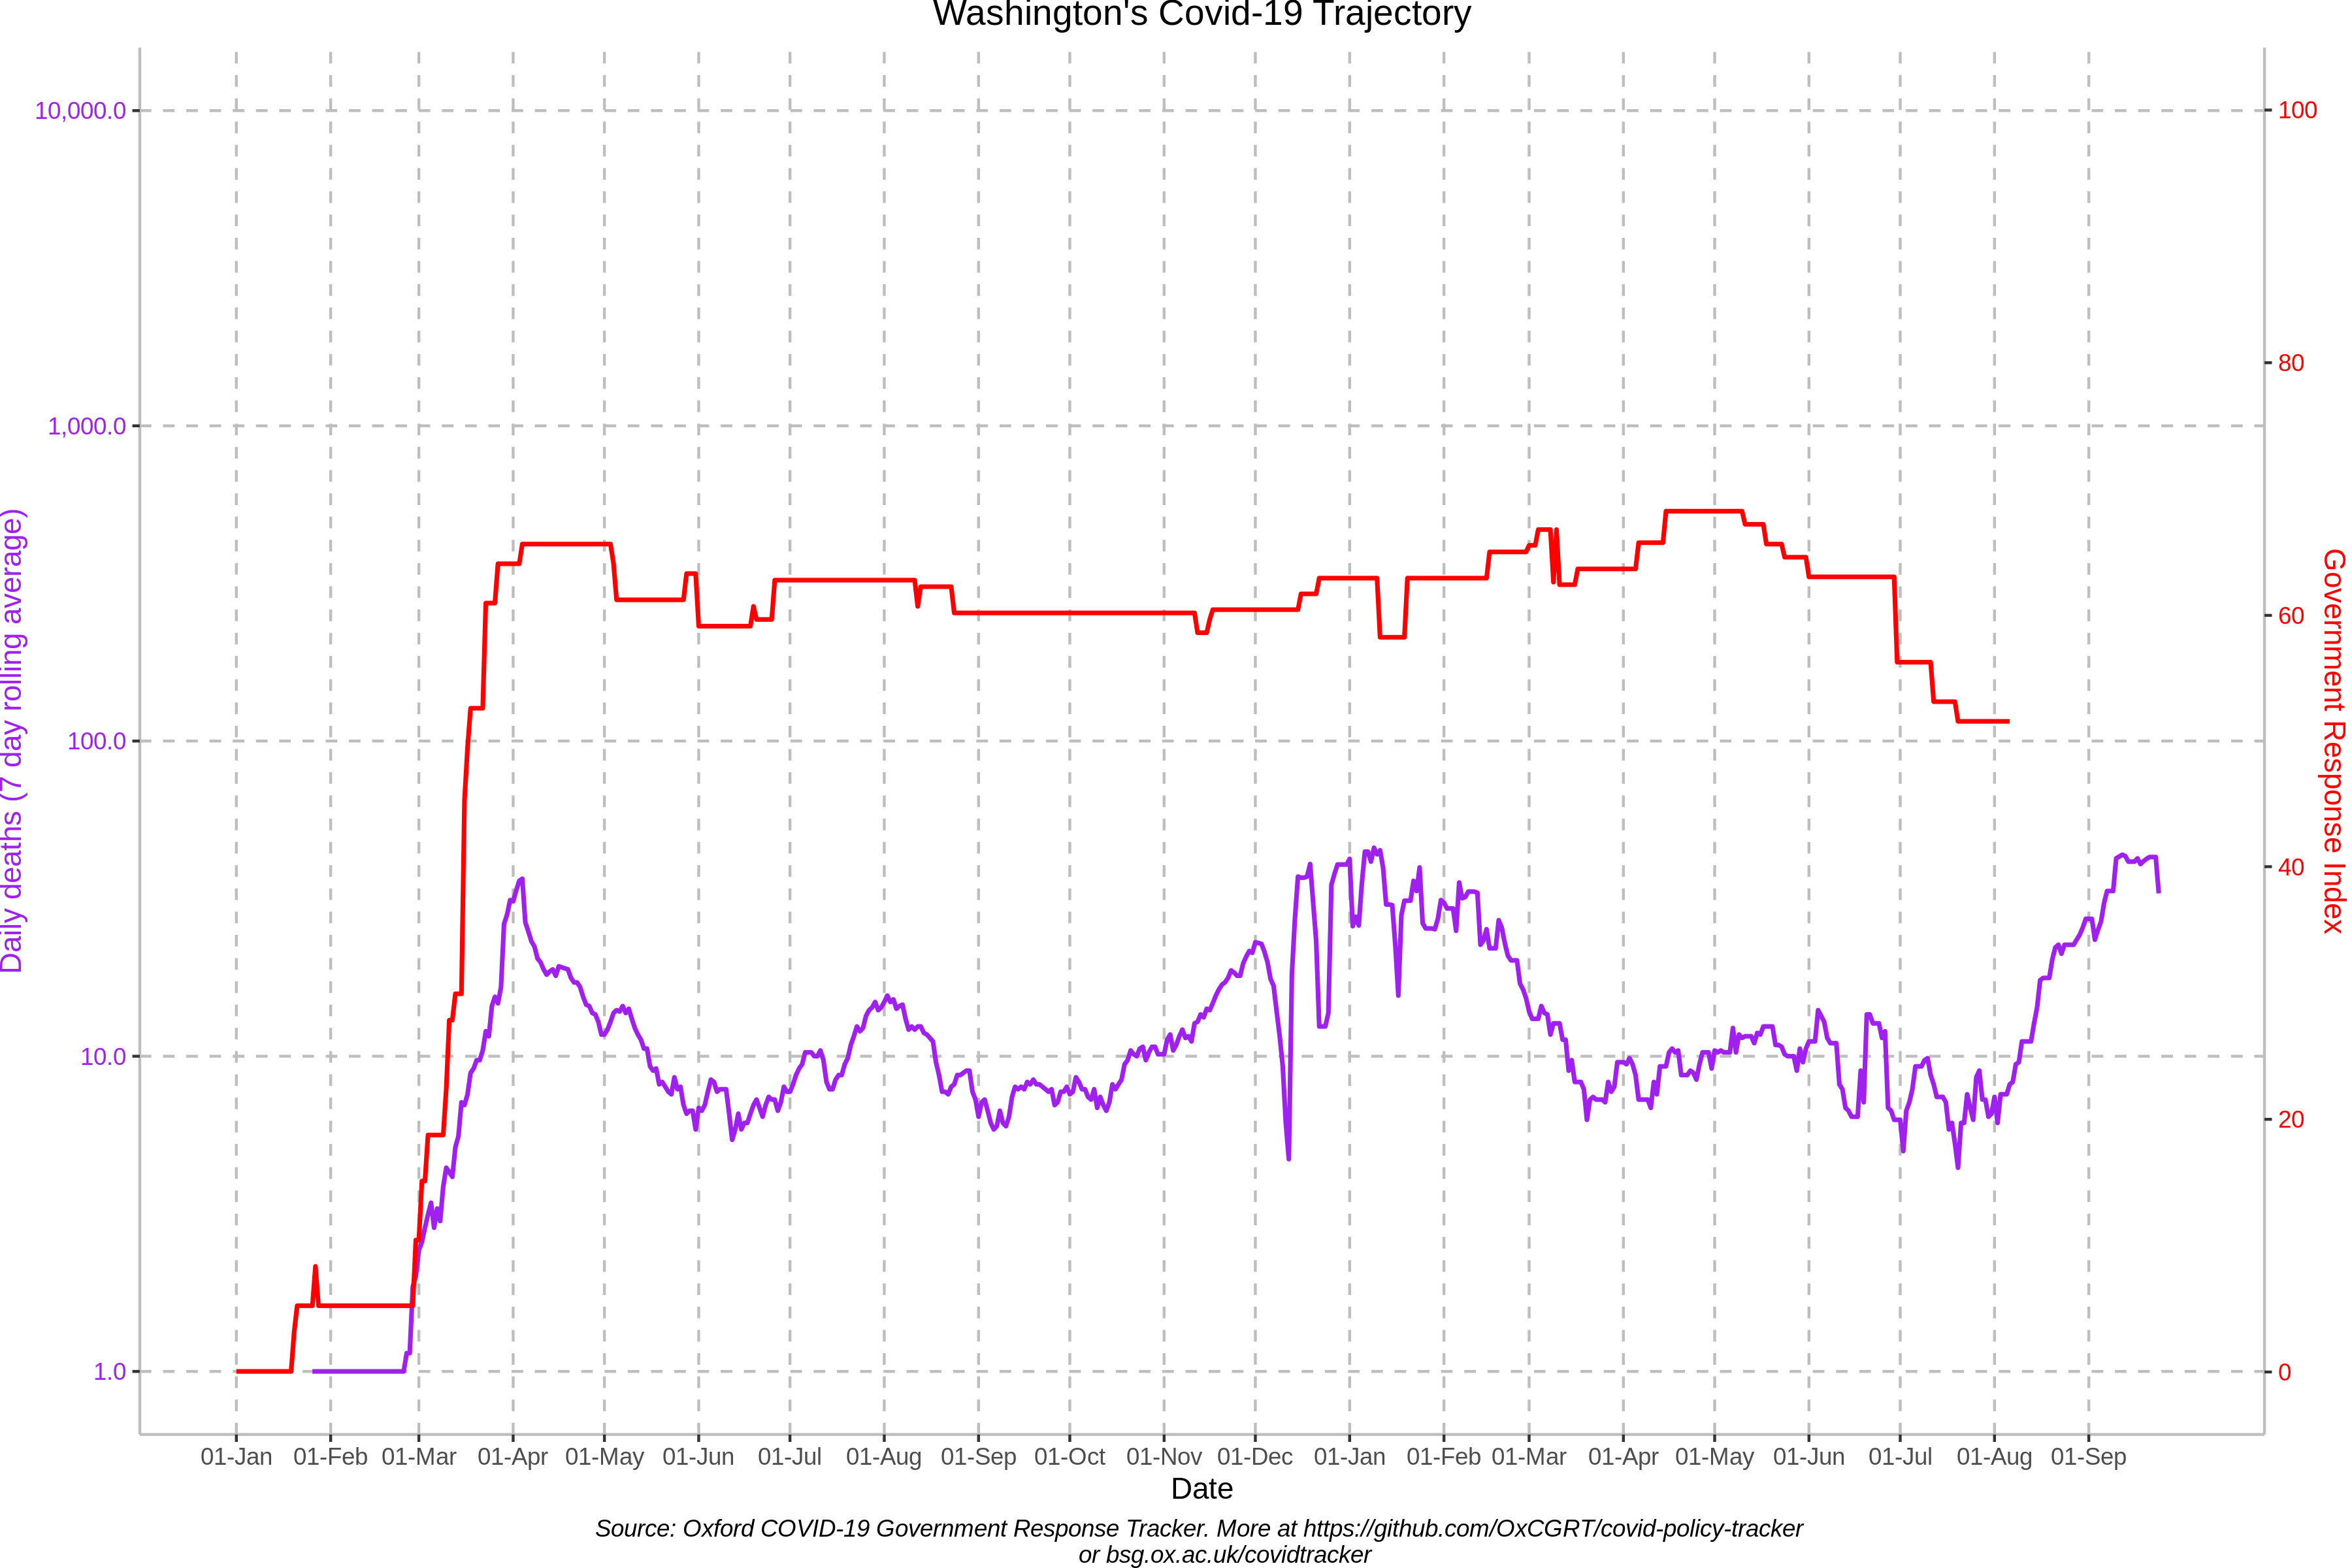 Washington's Covid-19 Trajectory
10,000.0
1,000.0
100.0
10.0
1.0
Daily deaths (7 day rolling average)
100
80
60
40
20
0
Government Response Index
01-Jan 01-Feb 01-Mar 01-Apr 01-May 01-Jun 01-Jul 01-Aug 01-Sep 01-Oct 01-Nov 01-Dec 01-Jan 01-Feb 01-Mar 01-Apr 01-May 01-Jun 01-Jul 01-Aug 01-Sep
Date
Source: Oxford COVID-19 Government Response Tracker. More at https://github.com/OxCGRT/covid-policy-tracker
or bsg.ox.ac.uk/covidtracker